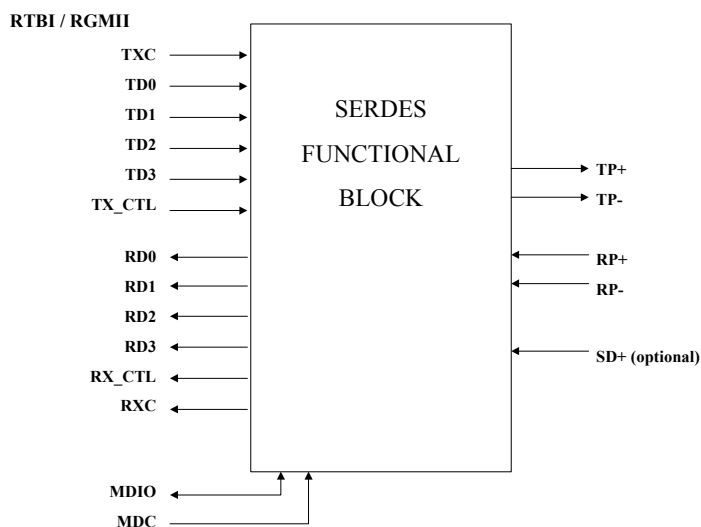 RTBI / RGMII
TXC
TD0
TD1
TD2
TD3
TX_CTL
RD0
RD1
RD2
RD3
RX_CTL
RXC
MDIO
MDC
SERDES
FUNCTIONAL
BLOCK
TP+
TP-
RP+
RP-
SD+ (optional)